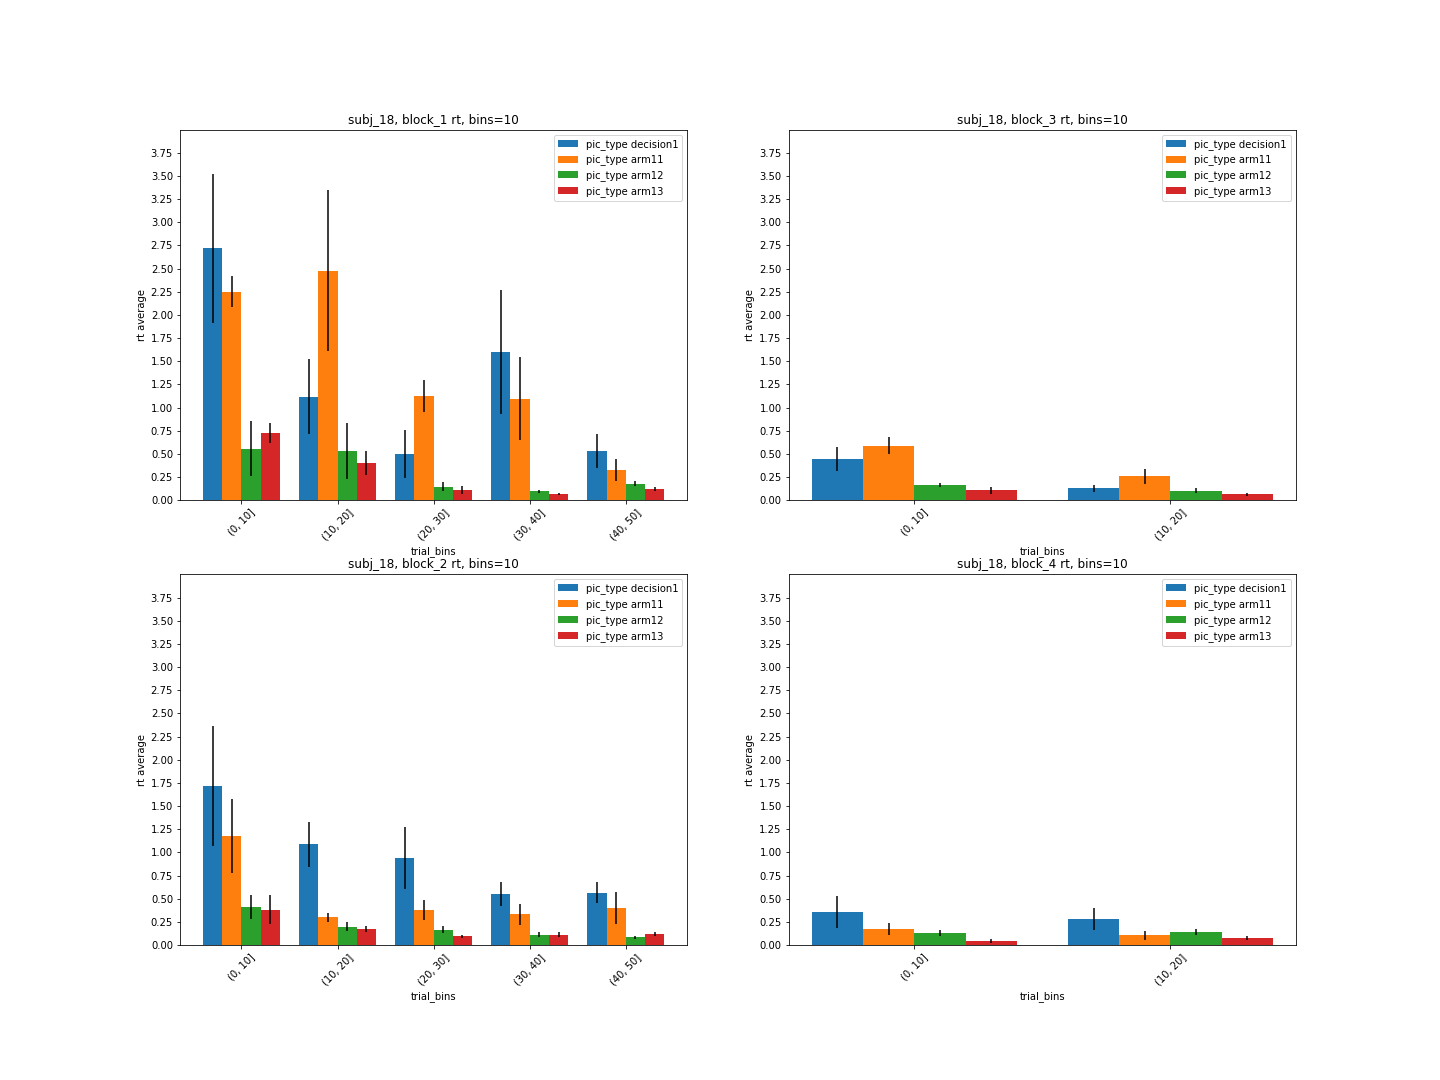 subj_18, block_1 rt, bins=10
pic_type decision1
pic_type arm11
pic_type arm12
pic_type arm13
3.75
3.50
3.25
3.00
2.75
2.50
2.25
2.00
1.75
1.50
1.25
1.00
0.75
0.50
0.25
0.00
rt average
(0, 10]
(10, 20]
(20, 30]
(30, 40]
(40, 50]
trial_bins
subj_18, block_3 rt, bins=10
pic_type decision1
pic_type arm11
pic_type arm12
pic_type arm13
3.75
3.50
3.25
3.00
2.75
2.50
2.25
2.00
1.75
1.50
1.25
1.00
0.75
0.50
0.25
0.00
rt average
(0, 10]
(10, 20]
trial_bins
subj_18, block_2 rt, bins=10
pic_type decision1
pic_type arm11
pic_type arm12
pic_type arm13
3.75
3.50
3.25
3.00
2.75
2.50
2.25
2.00
1.75
1.50
1.25
1.00
0.75
0.50
0.25
0.00
rt average
(0, 10]
(10, 20]
(20, 30]
(30, 40]
(40, 50]
trial_bins
subj_18, block_4 rt, bins=10
pic_type decision1
pic_type arm11
pic_type arm12
pic_type arm13
3.75
3.50
3.25
3.00
2.75
2.50
2.25
2.00
1.75
1.50
1.25
1.00
0.75
0.50
0.25
0.00
rt average
(0, 10]
(10, 20]
trial_bins